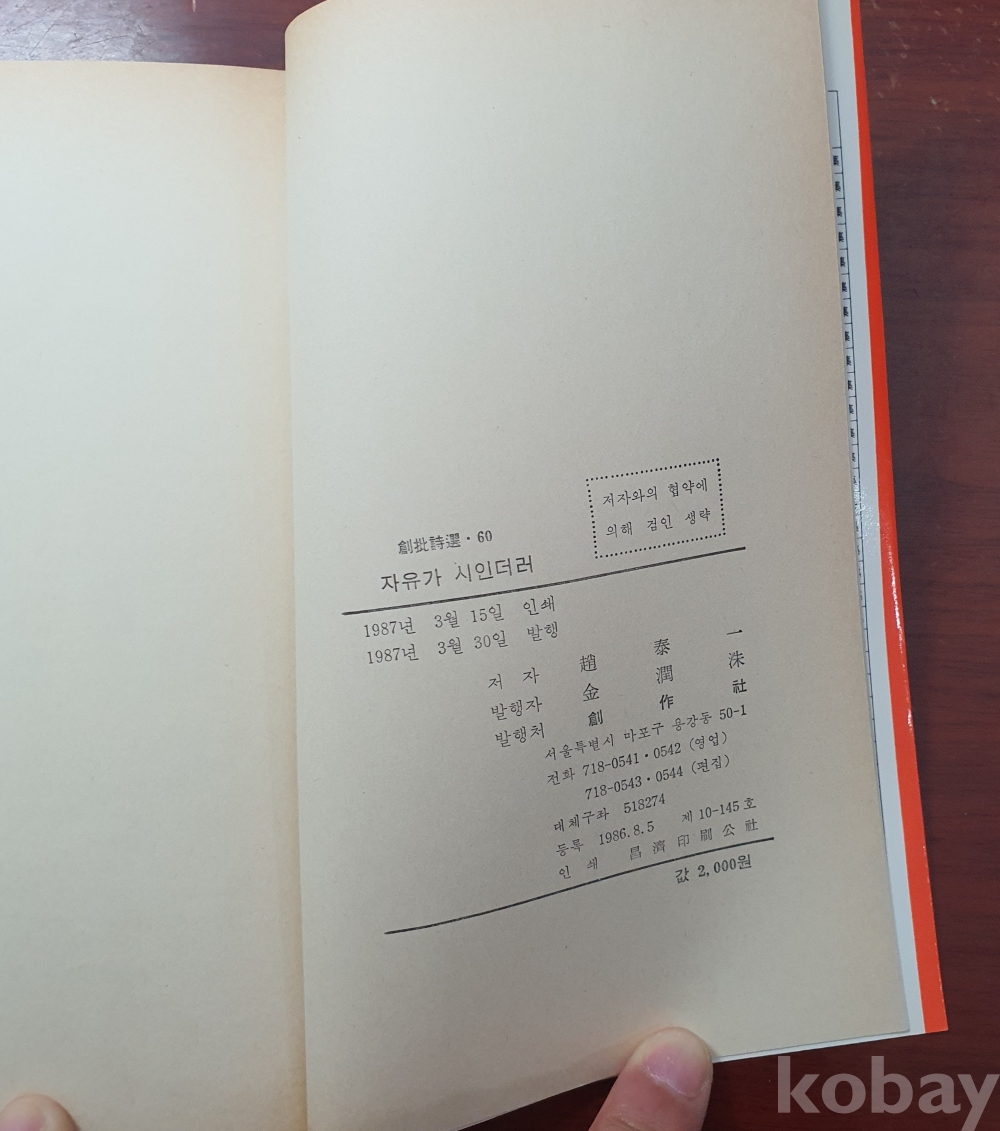 저자와의 협약에
의해 검인 생략
創批詩選·60
자유가 시인더러
1987년 3월 15일 인쇄
1987년 3월 30일 발행
저 자 趙 泰 一
발행자 金 潤 洙
발행처 創 作 社
서울특별시 마포구 용강동 50-1
전화 718-0541·0542 (영업)
718-0543·0544 (편집)
대체구좌 518274
등록 1986.8.5 제10-145호
인 쇄 昌濟印刷公社
값 2,000원
kobay